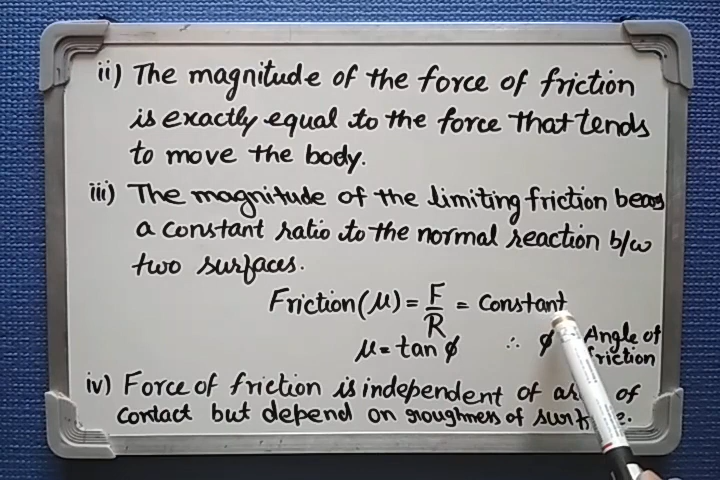 ii) The magnitude of the force of friction
is exactly equal to the force that tends
to move the body.
iii) The magnitude of the limiting friction bears
a constant ratio to the normal reaction b/w
two surfaces.
Friction (μ) = F/R = Constant
μ = tan φ ∴ φ Angle of friction
iv) Force of friction is independent of of
contact but depend on roughness of